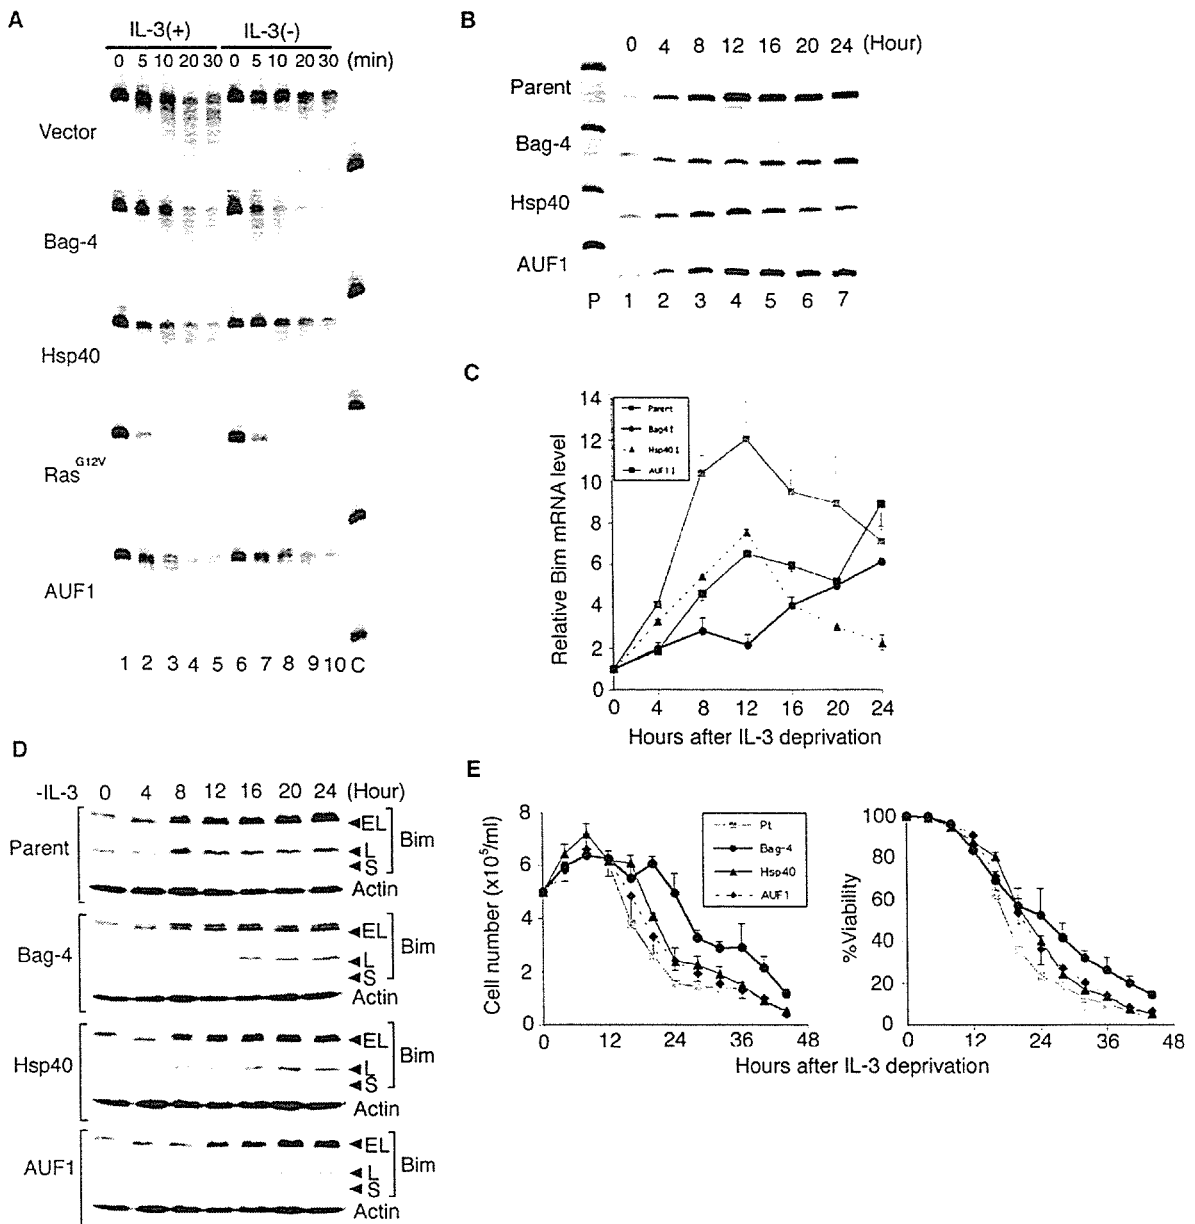 A
IL-3(+) IL-3(-)
0 5 10 20 30 0 5 10 20 30 (min)
Vector
Bag-4
Hsp40
Ras G12V
AUF1
1 2 3 4 5 6 7 8 9 10 C
B
0 4 8 12 16 20 24 (Hour)
Parent
Bag-4
Hsp40
AUF1
P 1 2 3 4 5 6 7
C
Relative Bim mRNA level
14
12
10
8
6
4
2
0
Parent
Bag4I
Hsp40I
AUF1I
0 4 8 12 16 20 24
Hours after IL-3 deprivation
D
-IL-3 0 4 8 12 16 20 24 (Hour)
Parent
EL
L
S
Bim
Actin
Bag-4
EL
L
S
Bim
Actin
Hsp40
EL
L
S
Bim
Actin
AUF1
EL
L
S
Bim
Actin
E
Cell number (x10⁵/ml)
8
6
4
2
0
Pt
Bag-4
Hsp40
AUF1
0 12 24 36 48
%Viability
100
80
60
40
20
0
0 12 24 36 48
Hours after IL-3 deprivation